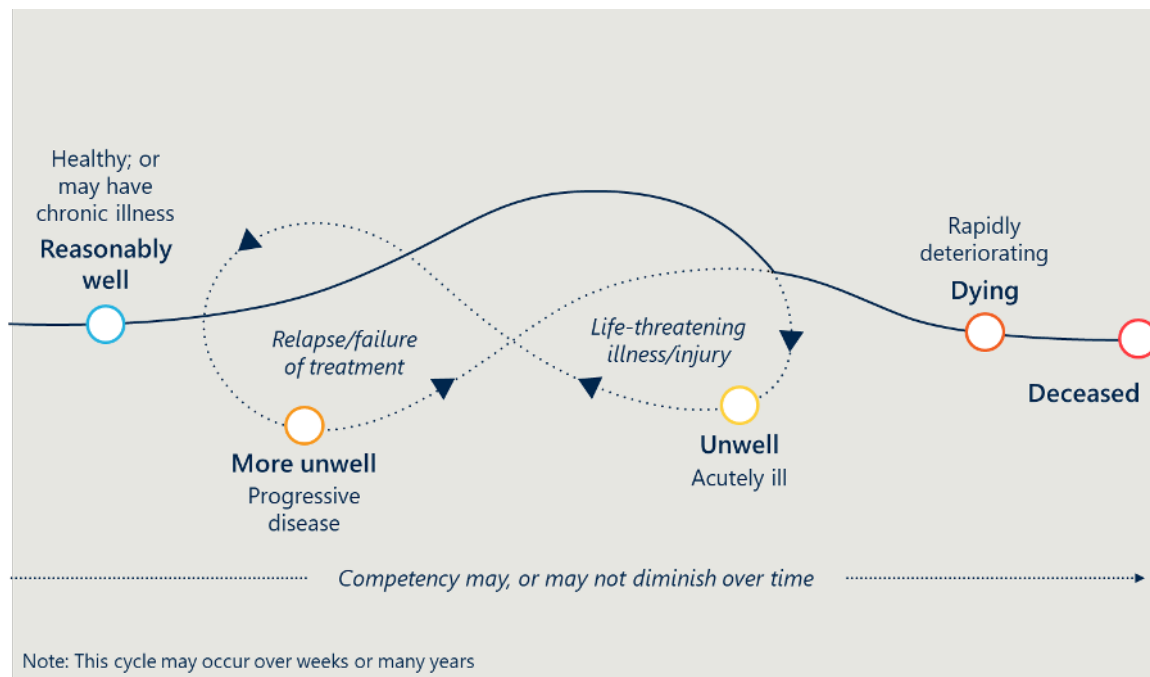 Healthy; or
may have
chronic illness
Reasonably
well
Relapse/failure
of treatment
More unwell
Progressive
disease
Life-threatening
illness/injury
Unwell
Acutely ill
Rapidly
deteriorating
Dying
Deceased
Competency may, or may not diminish over time
Note: This cycle may occur over weeks or many years